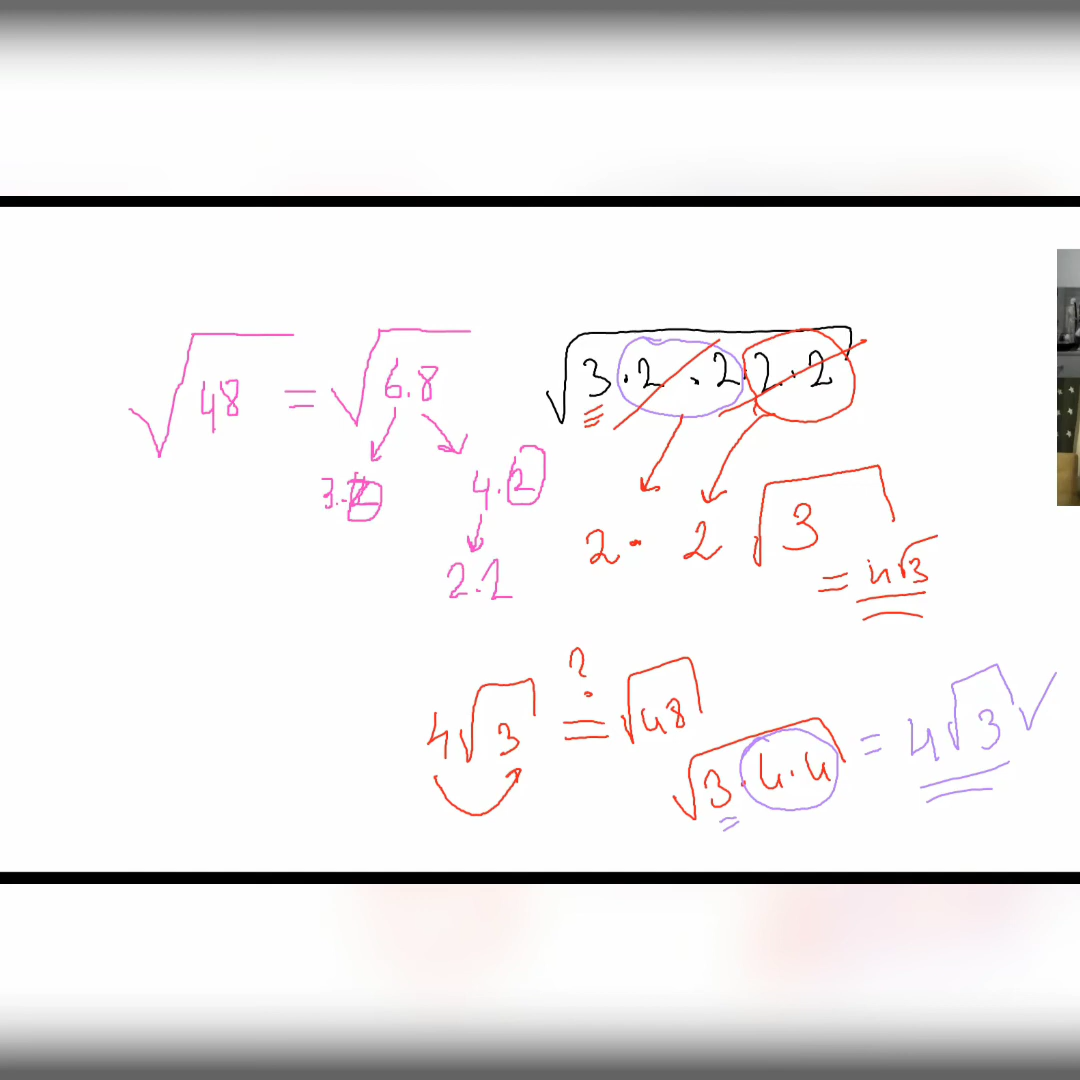 √48 = √6.8
3.2 4.2
2.2
√3.2.2.2.2
2. 2√3
= 4√3
4√3 ?= √48
√3.4.4 = 4√3 ✓